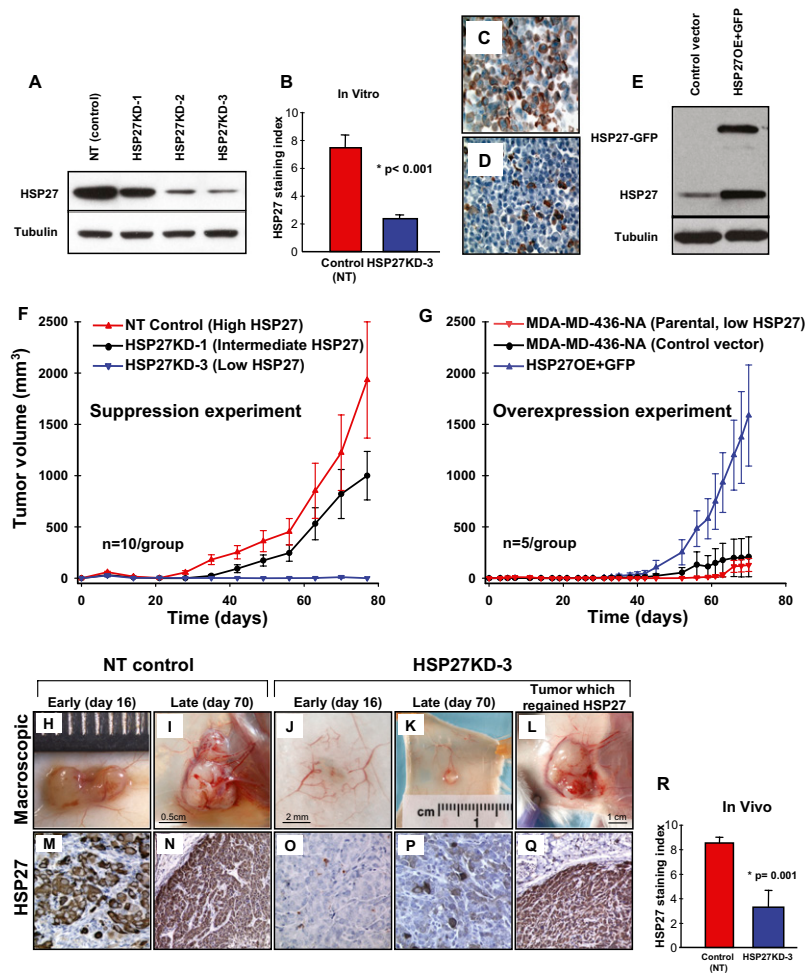 A
NT (control)
HSP27KD-1
HSP27KD-2
HSP27KD-3
HSP27
Tubulin
B
In Vitro
HSP27 staining index
10
8
6
4
2
0
* p< 0.001
Control
(NT)
HSP27KD-3
C
D
E
Control vector
HSP27OE+GFP
HSP27-GFP
HSP27
Tubulin
F
NT Control (High HSP27)
HSP27KD-1 (Intermediate HSP27)
HSP27KD-3 (Low HSP27)
Suppression experiment
n=10/group
Tumor volume (mm3)
2500
2000
1500
1000
500
0
0
20
40
60
80
Time (days)
G
MDA-MD-436-NA (Parental, low HSP27)
MDA-MD-436-NA (Control vector)
HSP27OE+GFP
Overexpression experiment
n=5/group
2500
2000
1500
1000
500
0
0
20
40
60
80
Time (days)
NT control
HSP27KD-3
Early (day 16)
Late (day 70)
Early (day 16)
Late (day 70)
Tumor which
regained HSP27
Macroscopic
H
I
0.5cm
J
2 mm
K
cm
1
L
1 cm
HSP27
M
N
O
P
Q
R
In Vivo
HSP27 staining index
10
8
6
4
2
0
* p= 0.001
Control
(NT)
HSP27KD-3